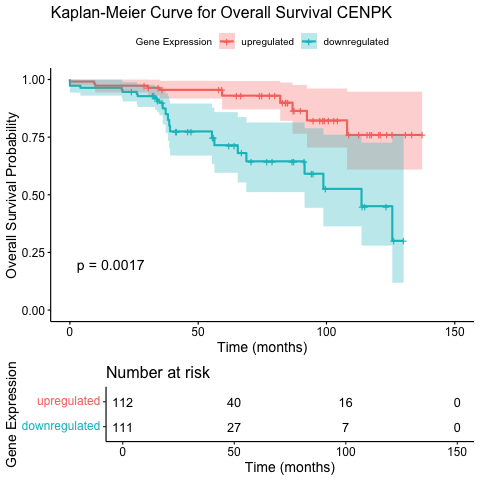 Kaplan-Meier Curve for Overall Survival CENPK
Gene Expression upregulated downregulated
Overall Survival Probability
1.00
0.75
0.50
0.25
0.00
p = 0.0017
0 50 100 150
Time (months)
Number at risk
Gene Expression
upregulated 112 40 16 0
downregulated 111 27 7 0
0 50 100 150
Time (months)